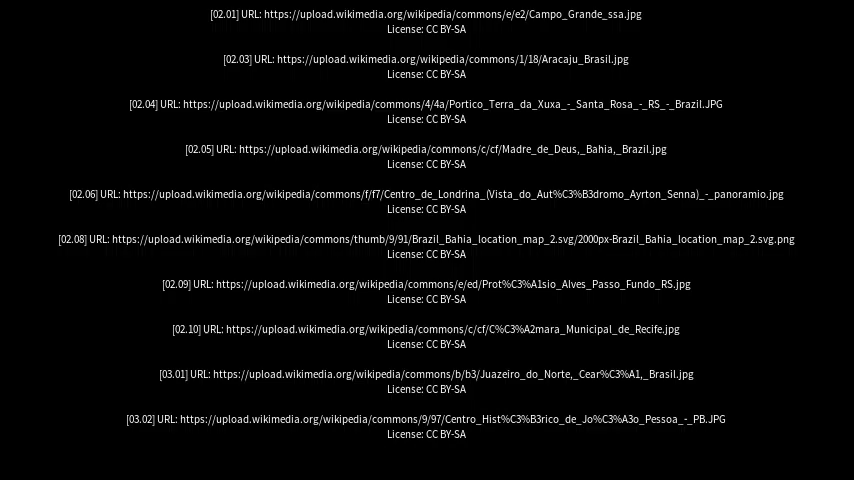 [02.01] URL: https://upload.wikimedia.org/wikipedia/commons/e/e2/Campo_Grande_ssa.jpg
License: CC BY-SA
[02.03] URL: https://upload.wikimedia.org/wikipedia/commons/1/18/Aracaju_Brasil.jpg
License: CC BY-SA
[02.04] URL: https://upload.wikimedia.org/wikipedia/commons/4/4a/Portico_Terra_da_Xuxa_-_Santa_Rosa_-_RS_-_Brazil.JPG
License: CC BY-SA
[02.05] URL: https://upload.wikimedia.org/wikipedia/commons/c/cf/Madre_de_Deus,_Bahia,_Brazil.jpg
License: CC BY-SA
[02.06] URL: https://upload.wikimedia.org/wikipedia/commons/f/f7/Centro_de_Londrina_(Vista_do_Aut%C3%B3dromo_Ayrton_Senna)_-_panoramio.jpg
License: CC BY-SA
[02.08] URL: https://upload.wikimedia.org/wikipedia/commons/thumb/9/91/Brazil_Bahia_location_map_2.svg/2000px-Brazil_Bahia_location_map_2.svg.png
License: CC BY-SA
[02.09] URL: https://upload.wikimedia.org/wikipedia/commons/e/ed/Prot%C3%A1sio_Alves_Passo_Fundo_RS.jpg
License: CC BY-SA
[02.10] URL: https://upload.wikimedia.org/wikipedia/commons/c/cf/C%C3%A2mara_Municipal_de_Recife.jpg
License: CC BY-SA
[03.01] URL: https://upload.wikimedia.org/wikipedia/commons/b/b3/Juazeiro_do_Norte,_Cear%C3%A1,_Brasil.jpg
License: CC BY-SA
[03.02] URL: https://upload.wikimedia.org/wikipedia/commons/9/97/Centro_Hist%C3%B3rico_de_Jo%C3%A3o_Pessoa_-_PB.JPG
License: CC BY-SA